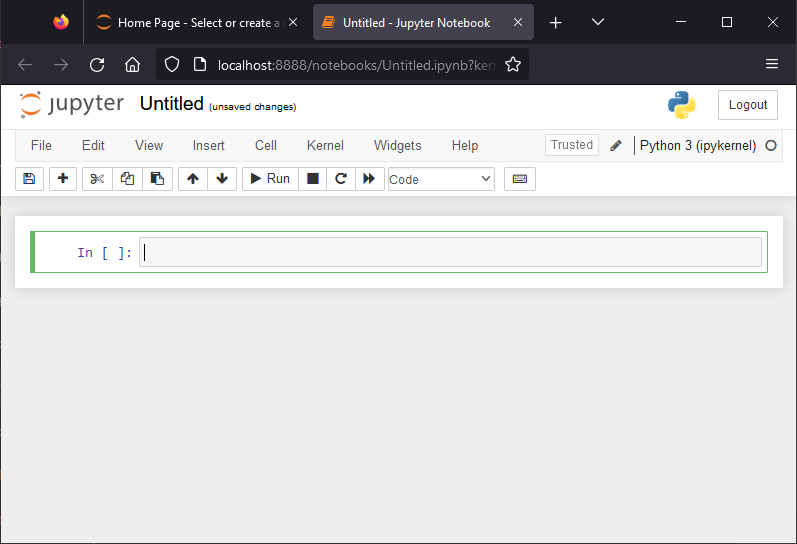 Home Page - Select or create a
Untitled - Jupyter Notebook
localhost:8888/notebooks/Untitled.ipynb?ker
jupyter Untitled (unsaved changes) Logout
File Edit View Insert Cell Kernel Widgets Help Trusted Python 3 (ipykernel)
Run Code
In [ ]: